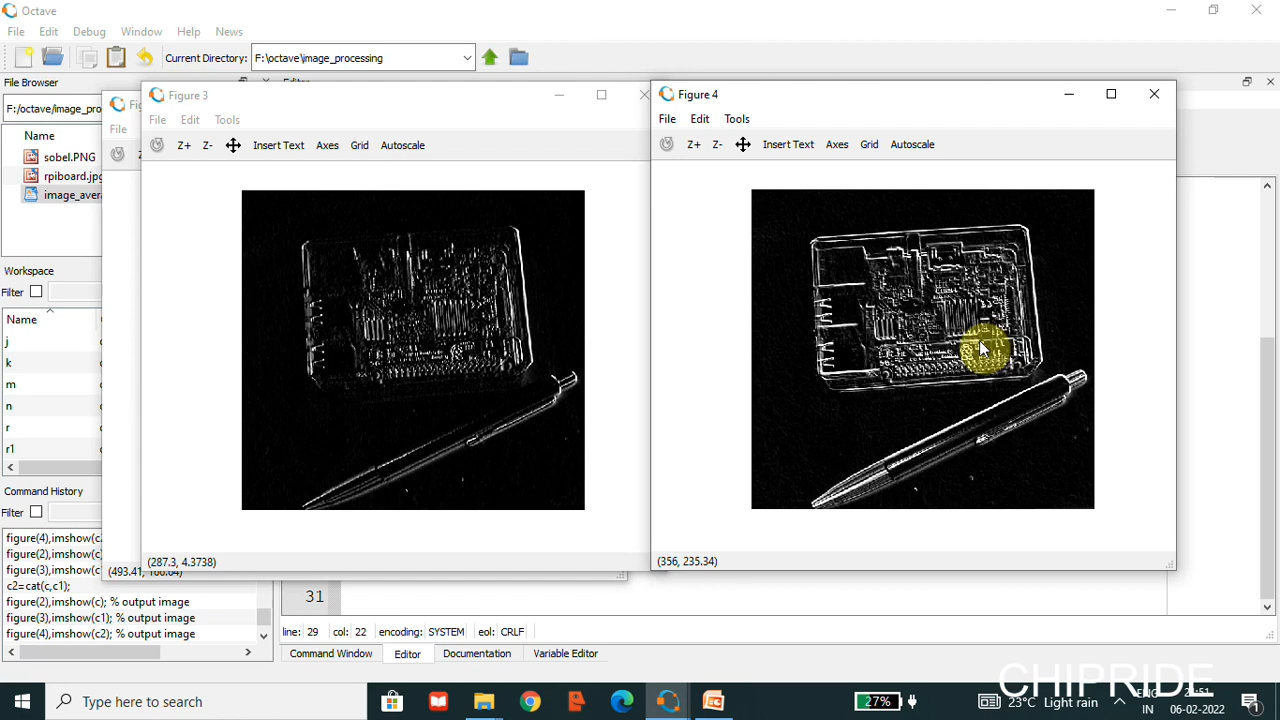 Octave
File Edit Debug Window Help News
Current Directory: F:\octave\image_processing
File Browser
F:/octave/image_pro
Name
sobel.PNG
rpiboard.jpg
image_avera
Workspace
Filter
Name
j
k
m
n
r
r1
Command History
Filter
figure(4),imshow(c
figure(2),imshow(c
figure(3),imshow(c
c2=cat(c,c1);
figure(2),imshow(c); % output image
figure(3),imshow(c1); % output image
figure(4),imshow(c2); % output image
File
Figure 3
File Edit Tools
Z+ Z- Insert Text Axes Grid Autoscale
(287.3, 4.3738)
Figure 4
File Edit Tools
Z+ Z- Insert Text Axes Grid Autoscale
(356, 235.34)
31
line: 29 col: 22 encoding: SYSTEM eol: CRLF
Command Window Editor Documentation Variable Editor
CHIPRIDE
Type here to search
27%
23°C Light rain
IN
06-02-2022
1